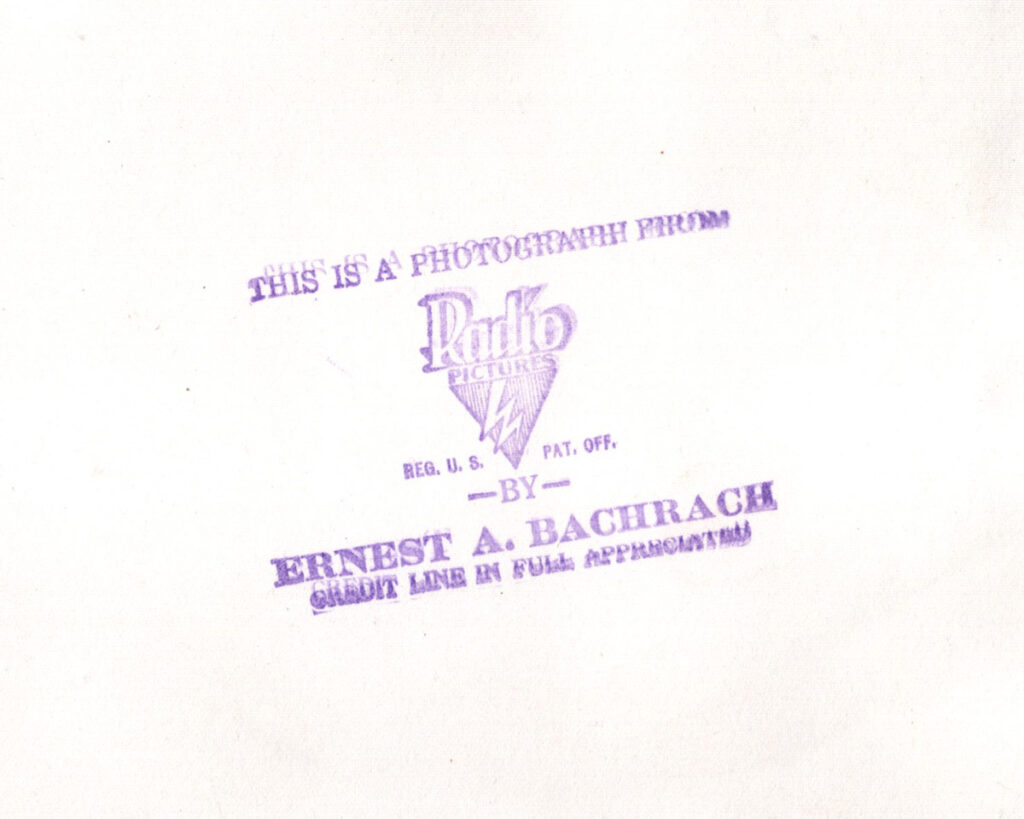 THIS IS A PHOTOGRAPH FROM
Radio
PICTURES
REG. U. S. PAT. OFF.
—BY—
ERNEST A. BACHRACH
CREDIT LINE IN FULL APPRECIATED